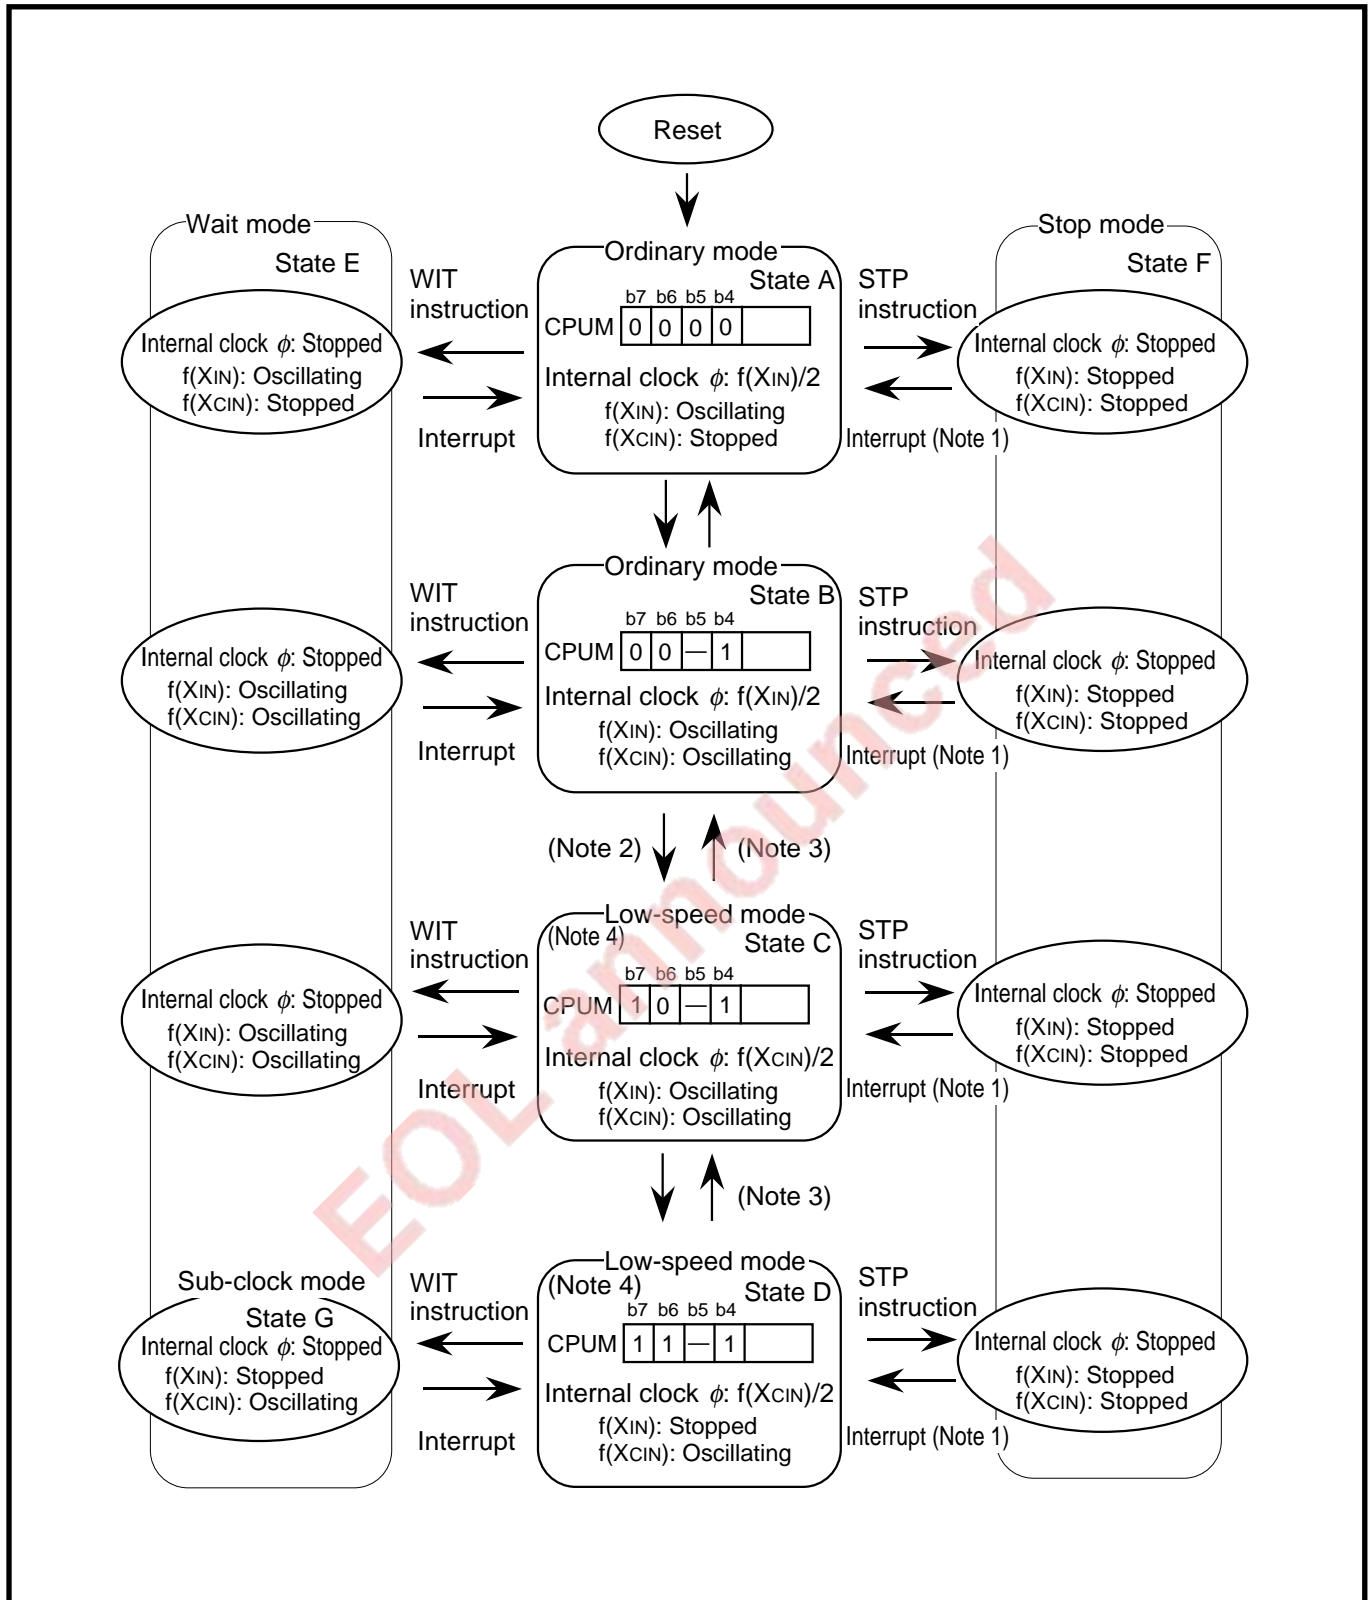 Reset
Wait mode
State E
Internal clock ϕ: Stopped
f(XIN): Oscillating
f(XCIN): Stopped
WIT
instruction
Interrupt
Ordinary mode
State A
b7 b6 b5 b4
CPUM 0 0 0 0
Internal clock ϕ: f(XIN)/2
f(XIN): Oscillating
f(XCIN): Stopped
STP
instruction
Interrupt (Note 1)
Stop mode
State F
Internal clock ϕ: Stopped
f(XIN): Stopped
f(XCIN): Stopped
Internal clock ϕ: Stopped
f(XIN): Oscillating
f(XCIN): Oscillating
WIT
instruction
Interrupt
Ordinary mode
State B
b7 b6 b5 b4
CPUM 0 0 — 1
Internal clock ϕ: f(XIN)/2
f(XIN): Oscillating
f(XCIN): Oscillating
STP
instruction
Interrupt (Note 1)
Internal clock ϕ: Stopped
f(XIN): Stopped
f(XCIN): Stopped
(Note 2)
(Note 3)
Internal clock ϕ: Stopped
f(XIN): Oscillating
f(XCIN): Oscillating
WIT
instruction
Interrupt
Low-speed mode
(Note 4)
State C
b7 b6 b5 b4
CPUM 1 0 — 1
Internal clock ϕ: f(XCIN)/2
f(XIN): Oscillating
f(XCIN): Oscillating
STP
instruction
Interrupt (Note 1)
Internal clock ϕ: Stopped
f(XIN): Stopped
f(XCIN): Stopped
(Note 3)
Sub-clock mode
State G
Internal clock ϕ: Stopped
f(XIN): Stopped
f(XCIN): Oscillating
WIT
instruction
Interrupt
Low-speed mode
(Note 4)
State D
b7 b6 b5 b4
CPUM 1 1 — 1
Internal clock ϕ: f(XCIN)/2
f(XIN): Stopped
f(XCIN): Oscillating
STP
instruction
Interrupt (Note 1)
Internal clock ϕ: Stopped
f(XIN): Stopped
f(XCIN): Stopped
EOL announced